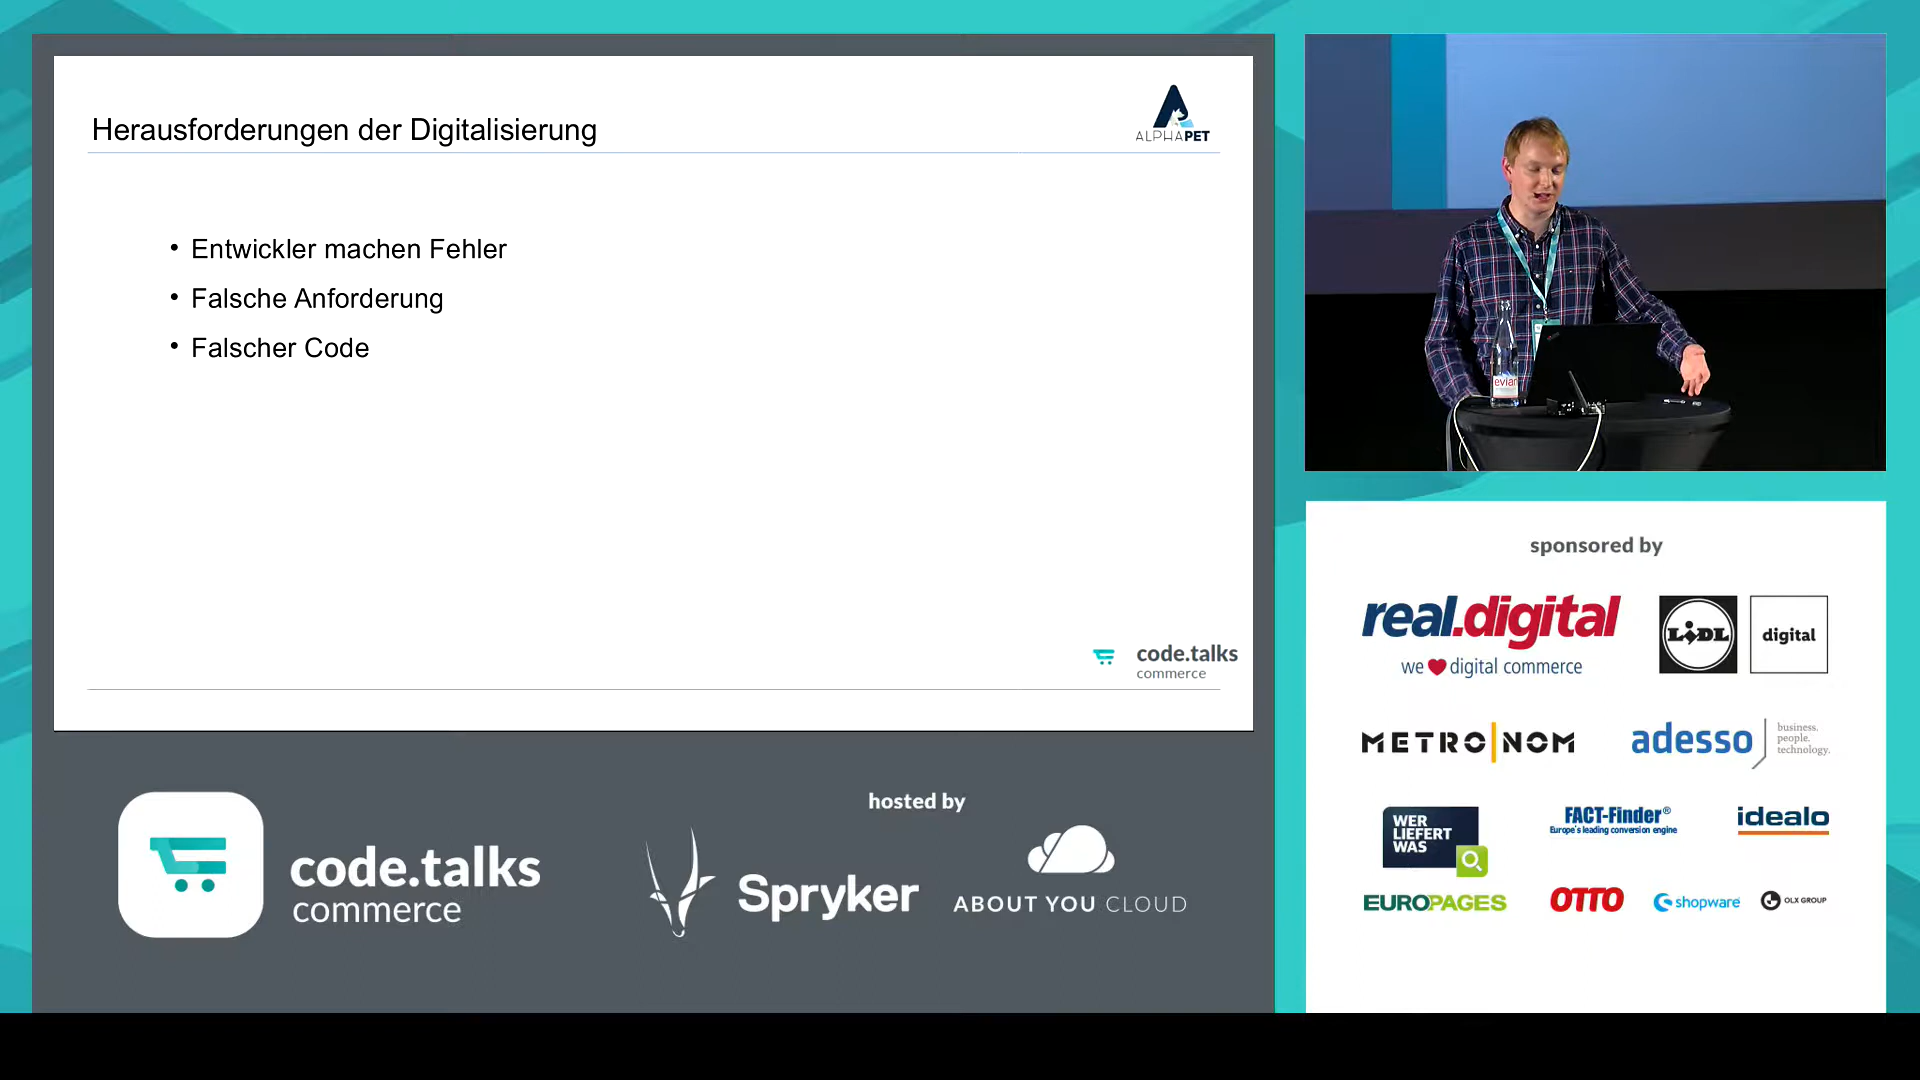 Herausforderungen der Digitalisierung
ALPHAPET
• Entwickler machen Fehler
• Falsche Anforderung
• Falscher Code
code.talks
commerce
code.talks
commerce
hosted by
Spryker
ABOUT YOU CLOUD
evian
sponsored by
real.digital
we digital commerce
LiDL
digital
METRO NOM
adesso
business.
people.
technology.
WER
LIEFERT
WAS
FACT-Finder®
Europe's leading conversion engine
idealo
EUROPAGES
OTTO
shopware
OLX GROUP